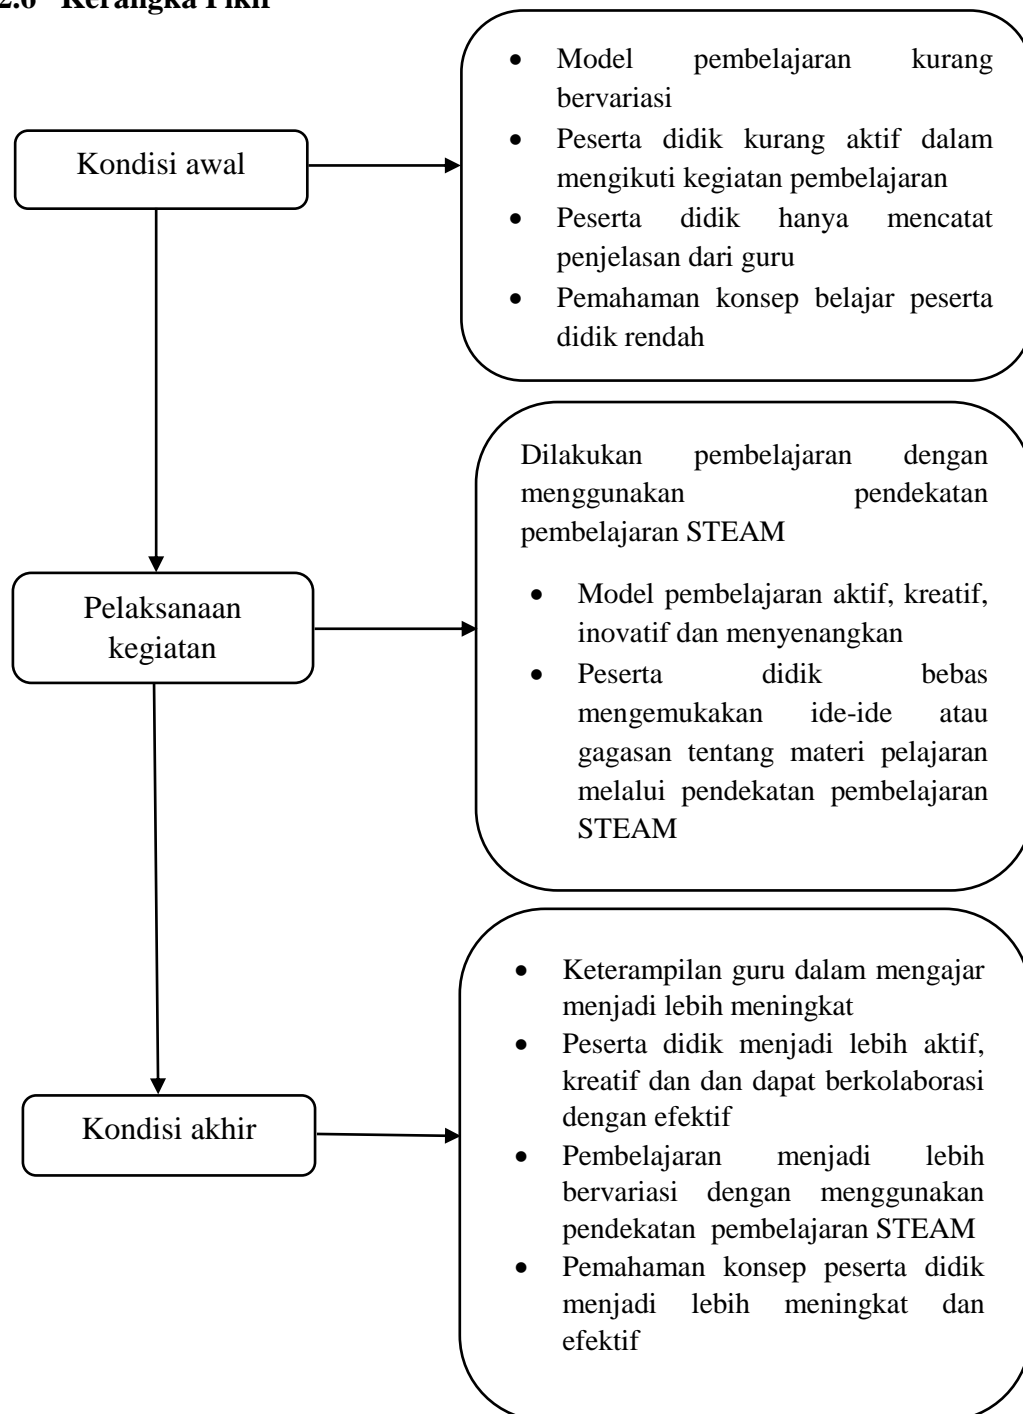 2.6 Kerangka Pikir
Model pembelajaran kurang
bervariasi
Peserta didik kurang aktif dalam
mengikuti kegiatan pembelajaran
Peserta didik hanya mencatat
penjelasan dari guru
Pemahaman konsep belajar peserta
didik rendah
Kondisi awal
Dilakukan pembelajaran dengan
menggunakan pendekatan
pembelajaran STEAM
Model pembelajaran aktif, kreatif,
inovatif dan menyenangkan
Peserta didik bebas
mengemukakan ide-ide atau
gagasan tentang materi pelajaran
melalui pendekatan pembelajaran
STEAM
Pelaksanaan
kegiatan
Keterampilan guru dalam mengajar
menjadi lebih meningkat
Peserta didik menjadi lebih aktif,
kreatif dan dan dapat berkolaborasi
dengan efektif
Pembelajaran menjadi lebih
bervariasi dengan menggunakan
pendekatan pembelajaran STEAM
Pemahaman konsep peserta didik
menjadi lebih meningkat dan
efektif
Kondisi akhir